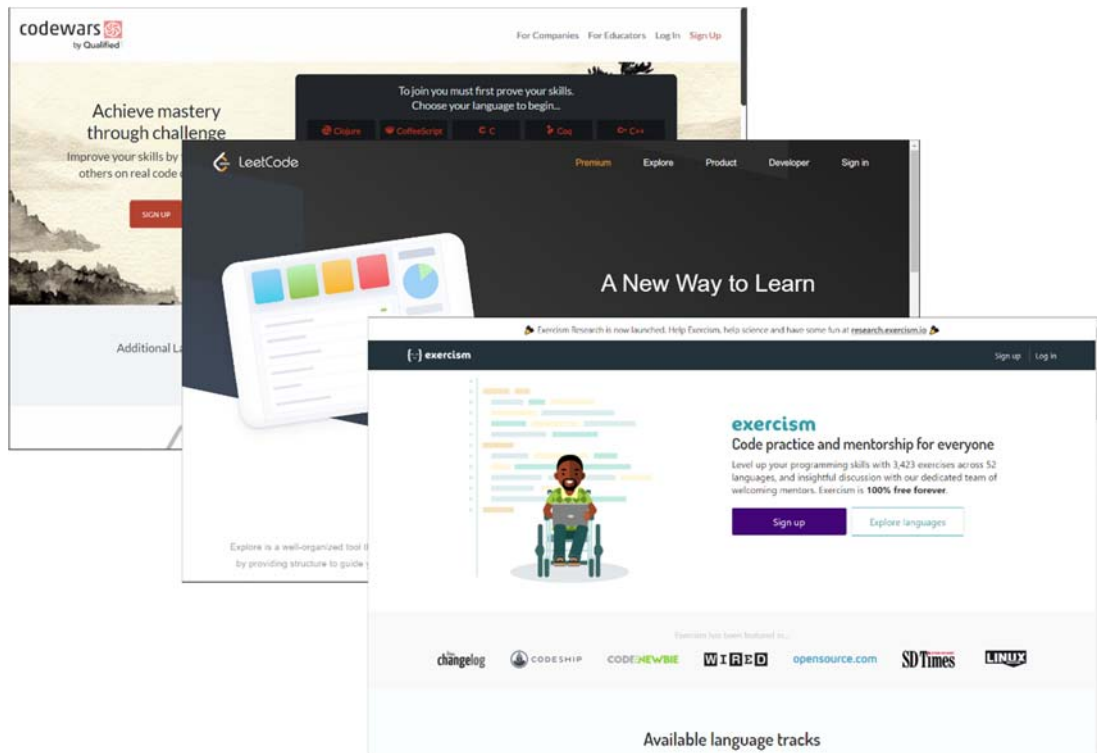 codewars
by Qualified
For Companies For Educators Log In Sign Up
To join you must first prove your skills.
Choose your language to begin...
Clojure CoffeeScript C Coq C++
Achieve mastery
through challenge
Improve your skills by
others on real code
SIGN UP
Additional La
LeetCode
Premium Explore Product Developer Sign in
A New Way to Learn
Explore is a well-organized tool
by providing structure to guide
Exercism Research is now launched. Help Exercism, help science and have some fun at research.exercism.io
exercism
Sign up Log in
exercism
Code practice and mentorship for everyone
Level up your programming skills with 3,423 exercises across 52
languages, and insightful discussion with our dedicated team of
welcoming mentors. Exercism is 100% free forever.
Sign up Explore languages
Exercism has been featured in...
changelog CODESHIP CODE NEWBIE WIRED opensource.com SD Times LINUX
Available language tracks